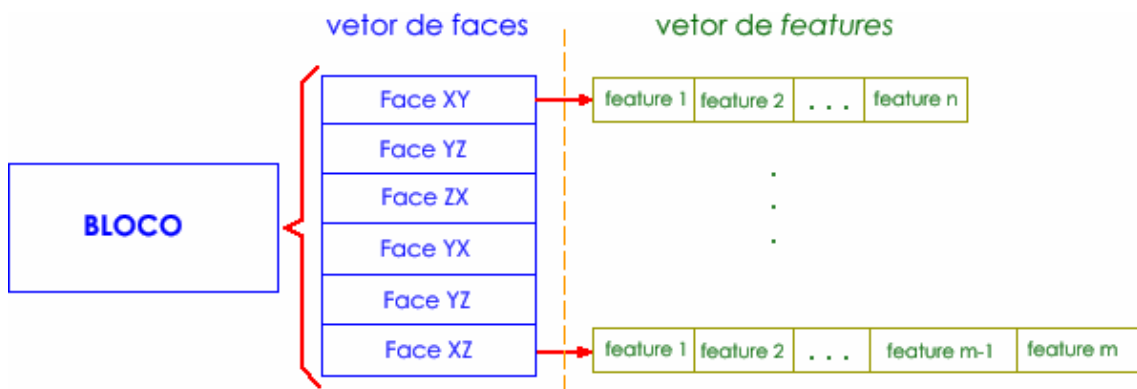 vetor de faces
vetor de features
Face XY
feature 1 feature 2 . . . feature n
Face YZ
Face ZX
BLOCO
Face YX
Face YZ
Face XZ
feature 1 feature 2 . . . feature m-1 feature m